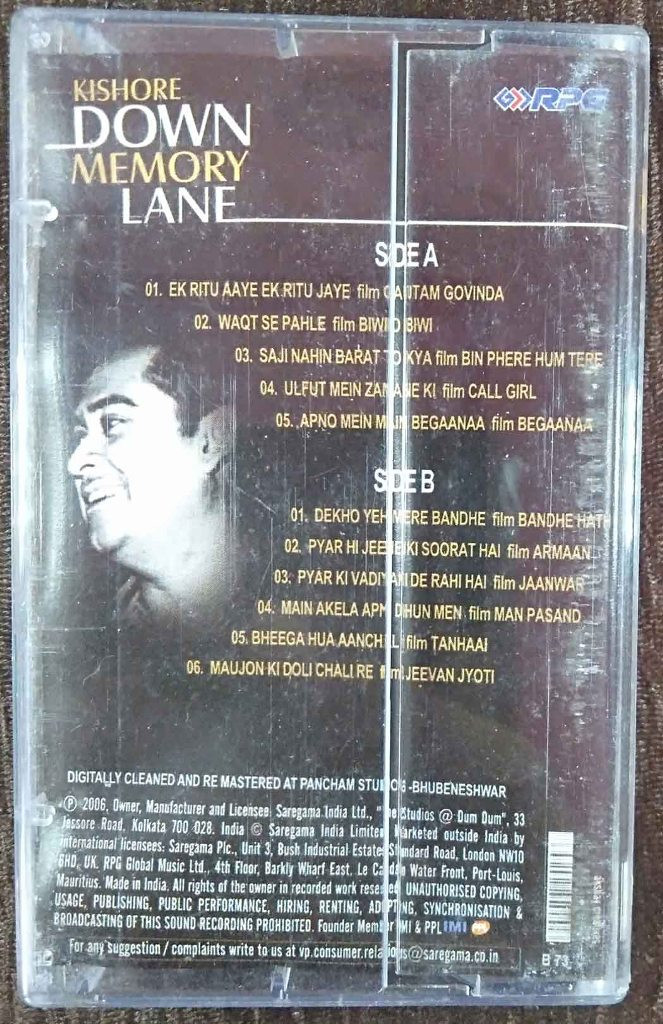 KISHORE
DOWN
MEMORY
LANE
RPG
SIDE A
01. EK RITU AAYE EK RITU JAYE film GAUTAM GOVINDA
02. WAQT SE PAHLE film BIWI O BIWI
03. SAJI NAHIN BARAT TO KYA film BIN PHERE HUM TERE
04. ULFUT MEIN ZAMANE KI film CALL GIRL
05. APNO MEIN MAIN BEGAANAA film BEGAANAA
SIDE B
01. DEKHO YEH MERE BANDHE film BANDHE HATH
02. PYAR HI JEENE KI SOORAT HAI film ARMAAN
03. PYAR KI VADIYAN DE RAHI HAI film JAANWAR
04. MAIN AKELA APNI DHUN MEN film MAN PASAND
05. BHEEGA HUA AANCHAL film TANHAAI
06. MAUJON KI DOLI CHALI RE film JEEVAN JYOTI
DIGITALLY CLEANED AND RE MASTERED AT PANCHAM STUDIOS -BHUBENESHWAR
Ⓟ 2006, Owner, Manufacturer and Licensee Saregama India Ltd., "The Studios @ Dum Dum", 33
Jessore Road, Kolkata 700 028. India © Saregama India Limited Marketed outside India by
international licensees: Saregama Plc., Unit 3, Bush Industrial Estate Standard Road, London NW10
6HD, UK. RPG Global Music Ltd., 4th Floor, Barkly Wharf East, Le Caudan Water Front, Port-Louis,
Mauritius. Made in India. All rights of the owner in recorded work reserved. UNAUTHORISED COPYING,
USAGE, PUBLISHING, PUBLIC PERFORMANCE, HIRING, RENTING, ADAPTING, SYNCHRONISATION &
BROADCASTING OF THIS SOUND RECORDING PROHIBITED. Founder Member IMI & PPL IMI
For any suggestion / complaints write to us at vp.consumer.relations@saregama.co.in
B 73